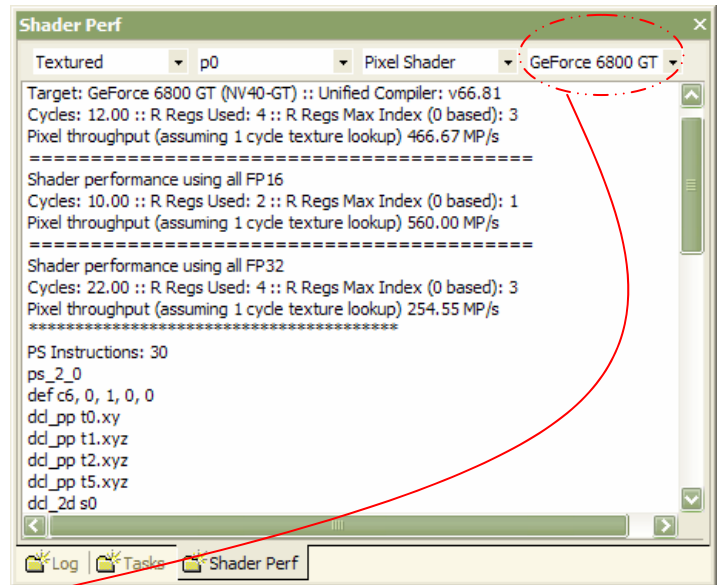 Shader Perf
Textured p0 Pixel Shader GeForce 6800 GT
Target: GeForce 6800 GT (NV40-GT) :: Unified Compiler: v66.81
Cycles: 12.00 :: R Regs Used: 4 :: R Regs Max Index (0 based): 3
Pixel throughput (assuming 1 cycle texture lookup) 466.67 MP/s
==========================================
Shader performance using all FP16
Cycles: 10.00 :: R Regs Used: 2 :: R Regs Max Index (0 based): 1
Pixel throughput (assuming 1 cycle texture lookup) 560.00 MP/s
==========================================
Shader performance using all FP32
Cycles: 22.00 :: R Regs Used: 4 :: R Regs Max Index (0 based): 3
Pixel throughput (assuming 1 cycle texture lookup) 254.55 MP/s
****************************************
PS Instructions: 30
ps_2_0
def c6, 0, 1, 0, 0
dcl_pp t0.xy
dcl_pp t1.xyz
dcl_pp t2.xyz
dcl_pp t5.xyz
dcl_2d s0
Log Tasks Shader Perf